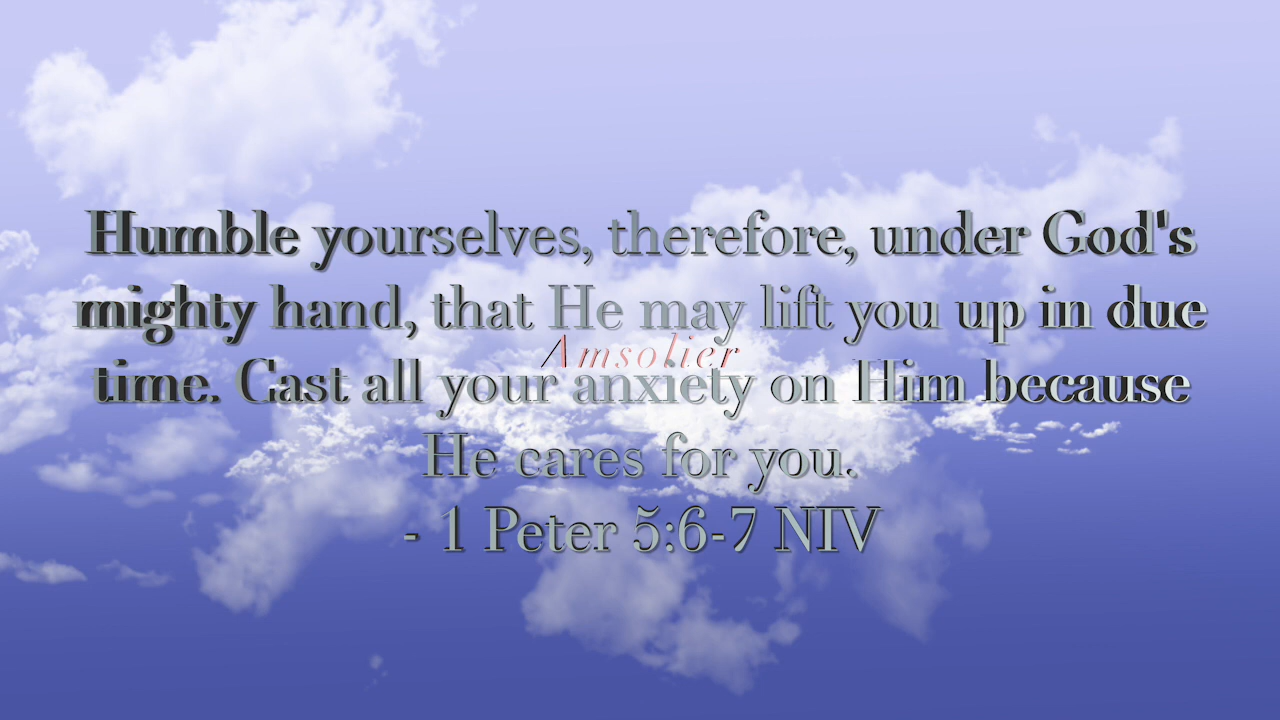 Humble yourselves, therefore, under God's
mighty hand, that He may lift you up in due
Amsolier
time. Cast all your anxiety on Him because
He cares for you.
- 1 Peter 5:6-7 NIV